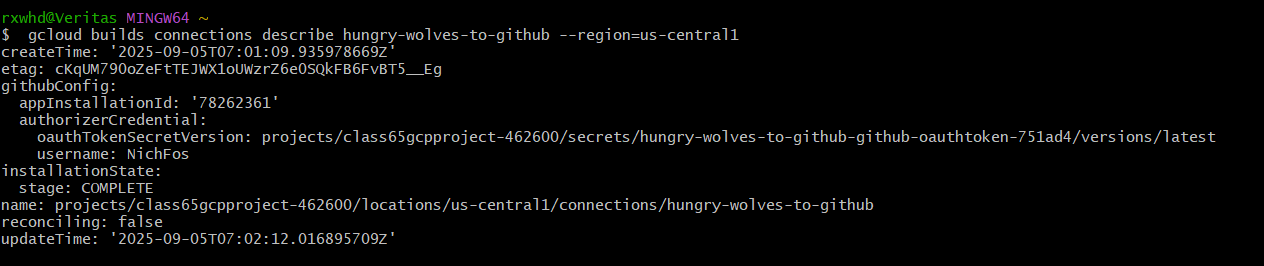 rxwhd@Veritas MINGW64 ~
$  gcloud builds connections describe hungry-wolves-to-github --region=us-central1
createTime: '2025-09-05T07:01:09.935978669Z'
etag: cKqUM790oZeFtTEJWX1oUWzrZ6e0SQkFB6FvBT5__Eg
githubConfig:
  appInstallationId: '78262361'
  authorizerCredential:
    oauthTokenSecretVersion: projects/class65gcpproject-462600/secrets/hungry-wolves-to-github-github-oauthtoken-751ad4/versions/latest
    username: NichFos
installationState:
  stage: COMPLETE
name: projects/class65gcpproject-462600/locations/us-central1/connections/hungry-wolves-to-github
reconciling: false
updateTime: '2025-09-05T07:02:12.016895709Z'